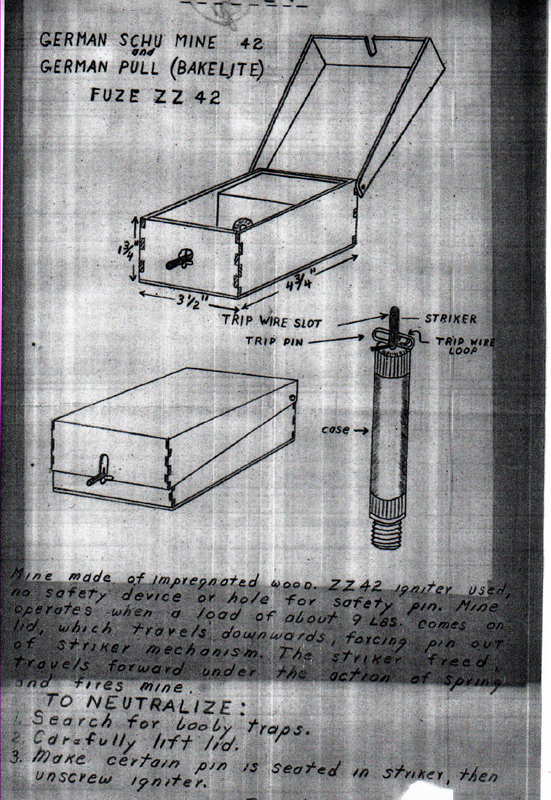 GERMAN SCHU MINE 42
and
GERMAN PULL (BAKELITE)
FUZE ZZ 42
1 3/4"
3 1/2"
4 3/4"
TRIP WIRE SLOT
STRIKER
TRIP PIN
TRIP WIRE
LOOP
case
Mine made of impregnated wood. ZZ42 igniter used,
no safety device or hole for safety pin. Mine
operates when a load of about 9 LBS. comes on
lid, which travels downwards, forcing pin out
of striker mechanism. The striker freed,
travels forward under the action of spring
and fires mine.
TO NEUTRALIZE:
1. Search for booby traps.
2. Carefully lift lid.
3. Make certain pin is seated in striker, then
unscrew igniter.